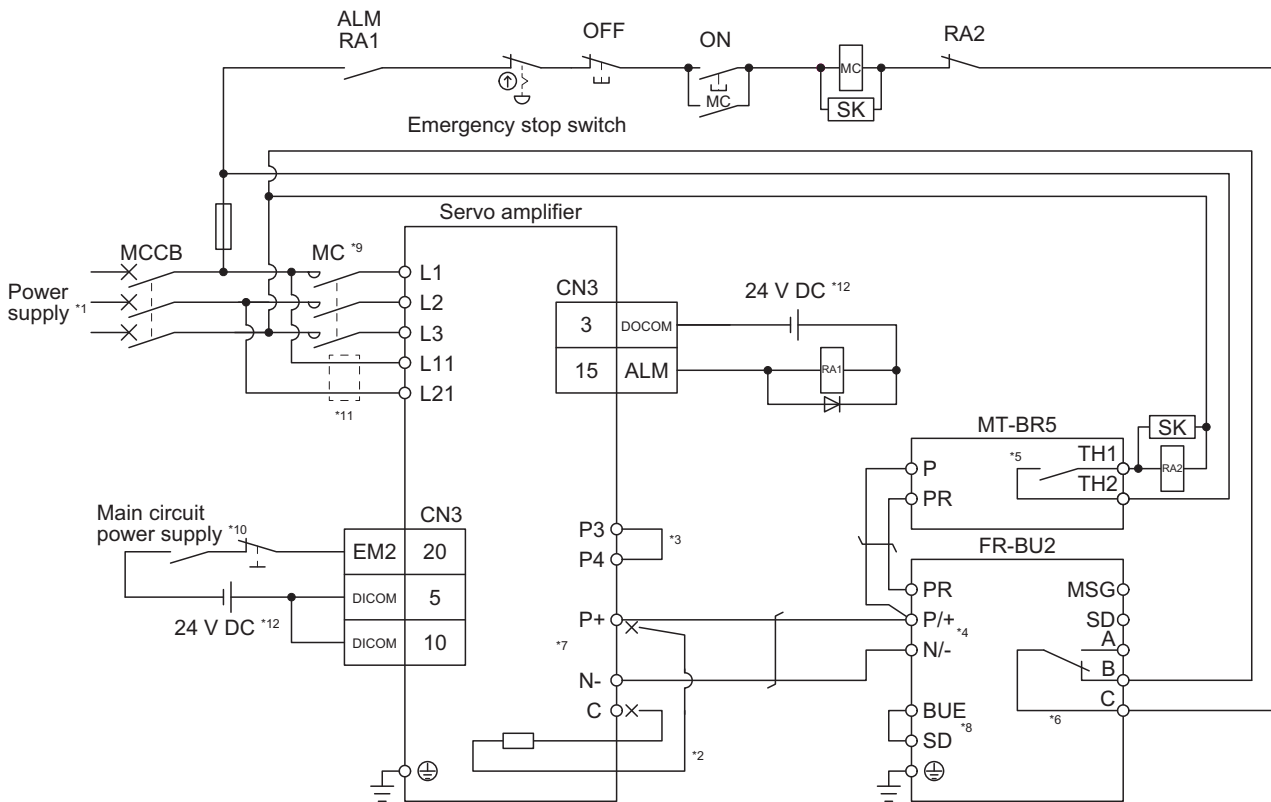 ALM
RA1
OFF
ON
RA2
MC
MC
SK
Emergency stop switch
Servo amplifier
MCCB
MC *9
Power
supply *1
L1
L2
L3
L11
L21
*11
CN3
3 DOCOM
15 ALM
24 V DC *12
RA1
MT-BR5
SK
P
PR
*5
TH1
TH2
RA2
Main circuit
power supply *10
CN3
EM2 20
DICOM 5
DICOM 10
24 V DC *12
P3
P4
*3
P+
*7
N-
C
*2
FR-BU2
PR
P/+
*4
N/-
BUE
*8
SD
MSG
SD
A
B
C
*6